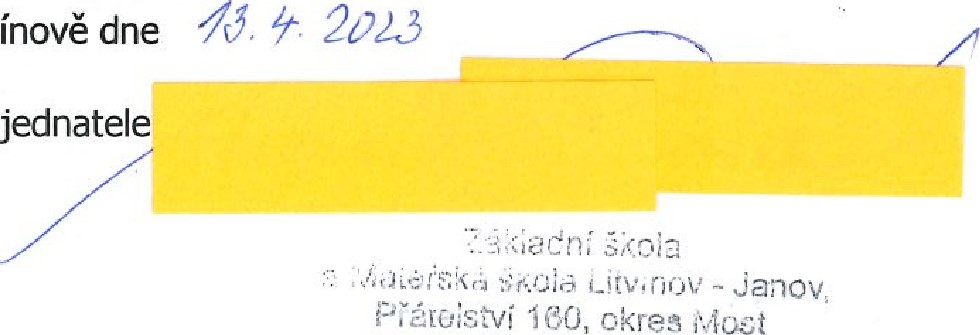 ínově dne 13. 4. 2023
jednatele
Základní škola
a Mateřská škola Litvínov - Janov,
Přátelství 160, okres Most